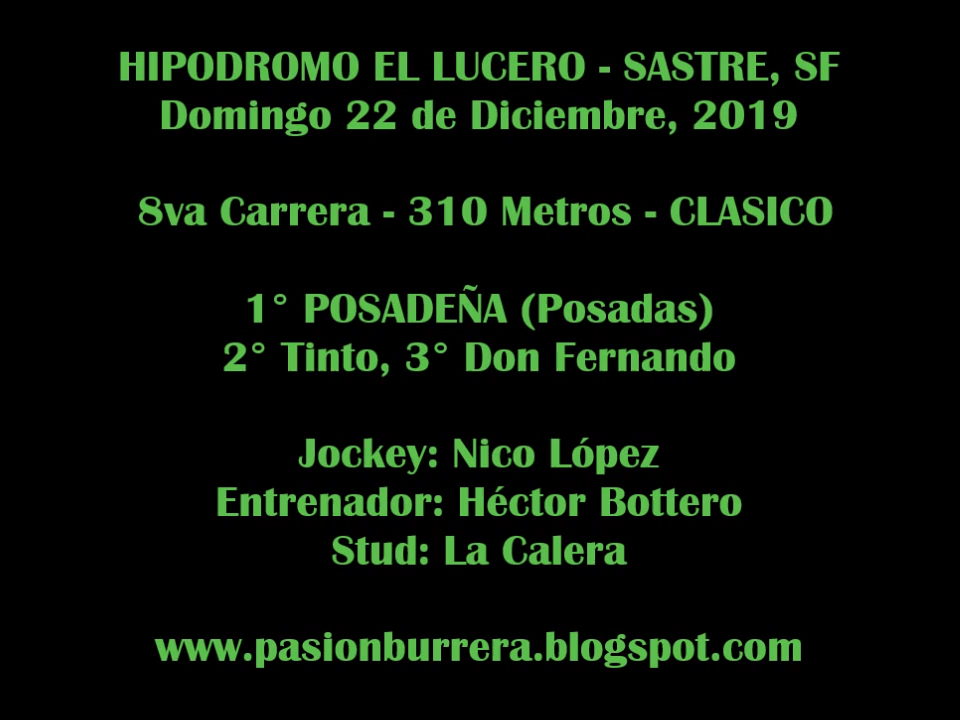 HIPODROMO EL LUCERO - SASTRE, SF
Domingo 22 de Diciembre, 2019
8va Carrera - 310 Metros - CLASICO
1° POSADEÑA (Posadas)
2° Tinto, 3° Don Fernando
Jockey: Nico López
Entrenador: Héctor Bottero
Stud: La Calera
www.pasionburrera.blogspot.com